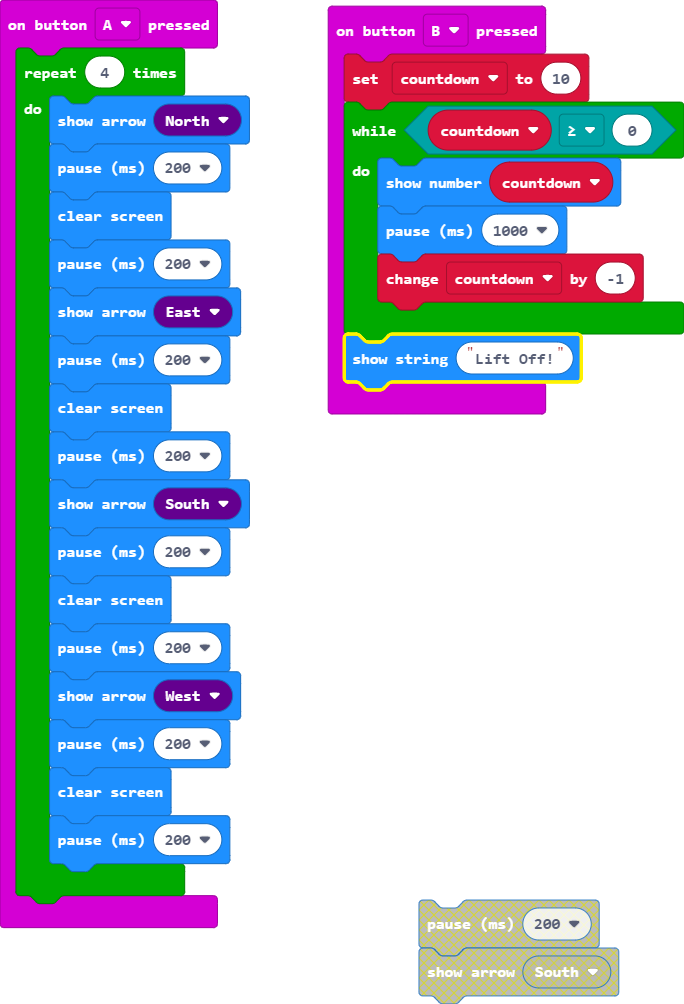 on button A pressed
repeat 4 times
do
show arrow North
pause (ms) 200
clear screen
pause (ms) 200
show arrow East
pause (ms) 200
clear screen
pause (ms) 200
show arrow South
pause (ms) 200
clear screen
pause (ms) 200
show arrow West
pause (ms) 200
clear screen
pause (ms) 200
on button B pressed
set countdown to 10
while countdown ≥ 0
do
show number countdown
pause (ms) 1000
change countdown by -1
show string "Lift Off!"
pause (ms) 200
show arrow South